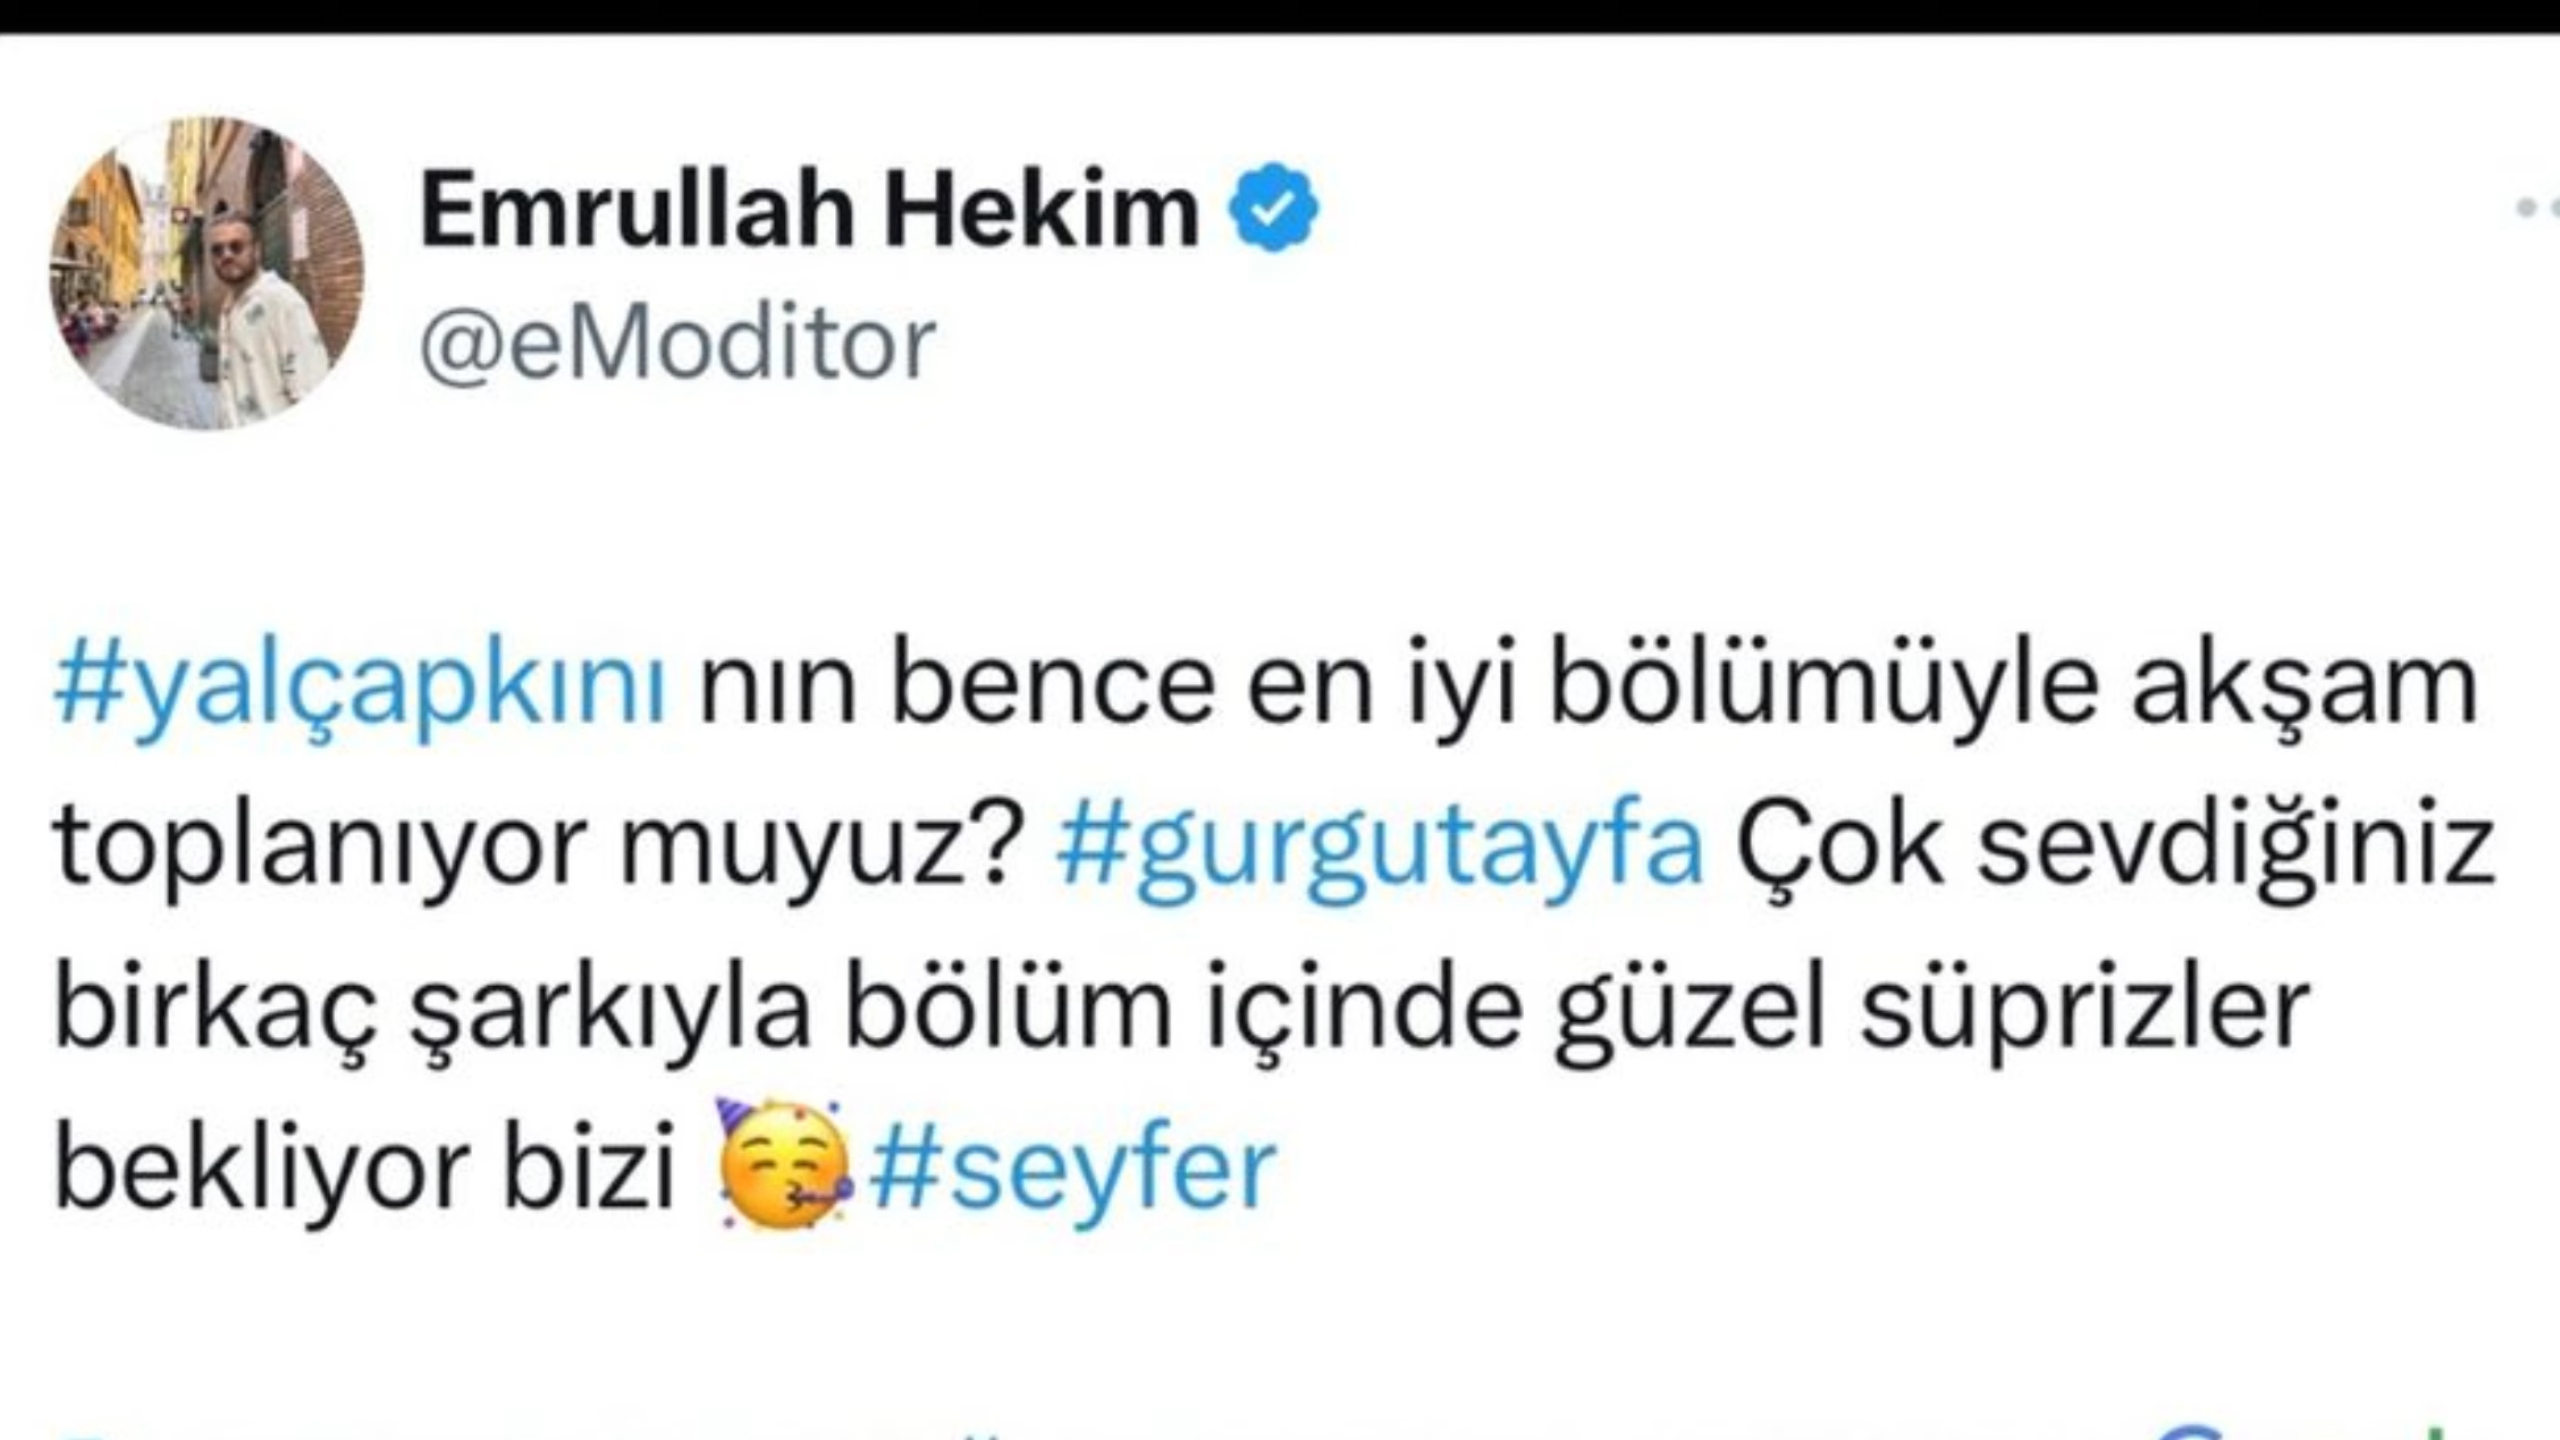 Emrullah Hekim
@eModitor
#yalçapkını nın bence en iyi bölümüyle akşam
toplanıyor muyuz? #gurgutayfa Çok sevdiğiniz
birkaç şarkıyla bölüm içinde güzel süprizler
bekliyor bizi 🥳#seyfer